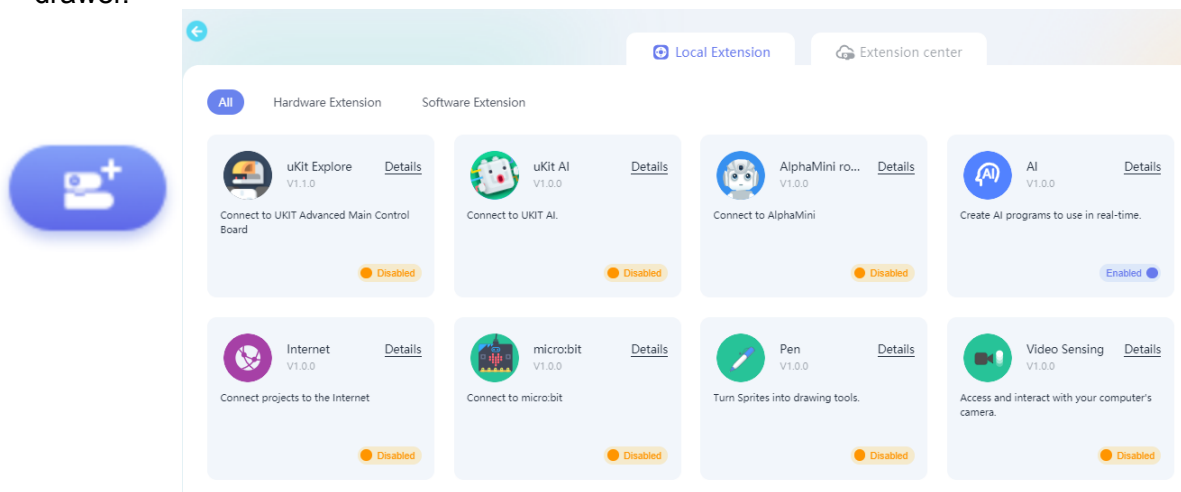 Local Extension
Extension center
All
Hardware Extension
Software Extension
uKit Explore
Details
V1.1.0
Connect to UKIT Advanced Main Control
Board
Disabled
uKit AI
Details
V1.0.0
Connect to UKIT AI.
Disabled
AlphaMini ro...
Details
V1.0.0
Connect to AlphaMini
Disabled
AI
AI
Details
V1.0.0
Create AI programs to use in real-time.
Enabled
Internet
Details
V1.0.0
Connect projects to the Internet
Disabled
micro:bit
Details
V1.0.0
Connect to micro:bit
Disabled
Pen
Details
V1.0.0
Turn Sprites into drawing tools.
Disabled
Video Sensing
Details
V1.0.0
Access and interact with your computer's
camera.
Disabled